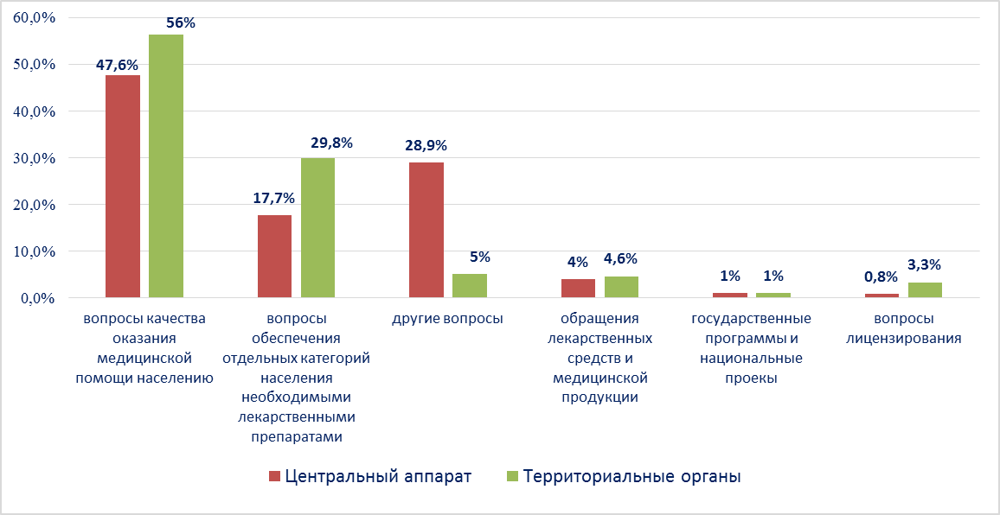 60,0%
50,0%
40,0%
30,0%
20,0%
10,0%
0,0%
47,6%
56%
17,7%
29,8%
28,9%
5%
4%
4,6%
1%
1%
0,8%
3,3%
вопросы качества
оказания
медицинской
помощи населению
вопросы
обеспечения
отдельных категорий
населения
необходимыми
лекарственными
препаратами
другие вопросы
обращения
лекарственных
средств и
медицинской
продукции
государственные
программы и
национальные
проекы
вопросы
лицензирования
Центральный аппарат
Территориальные органы